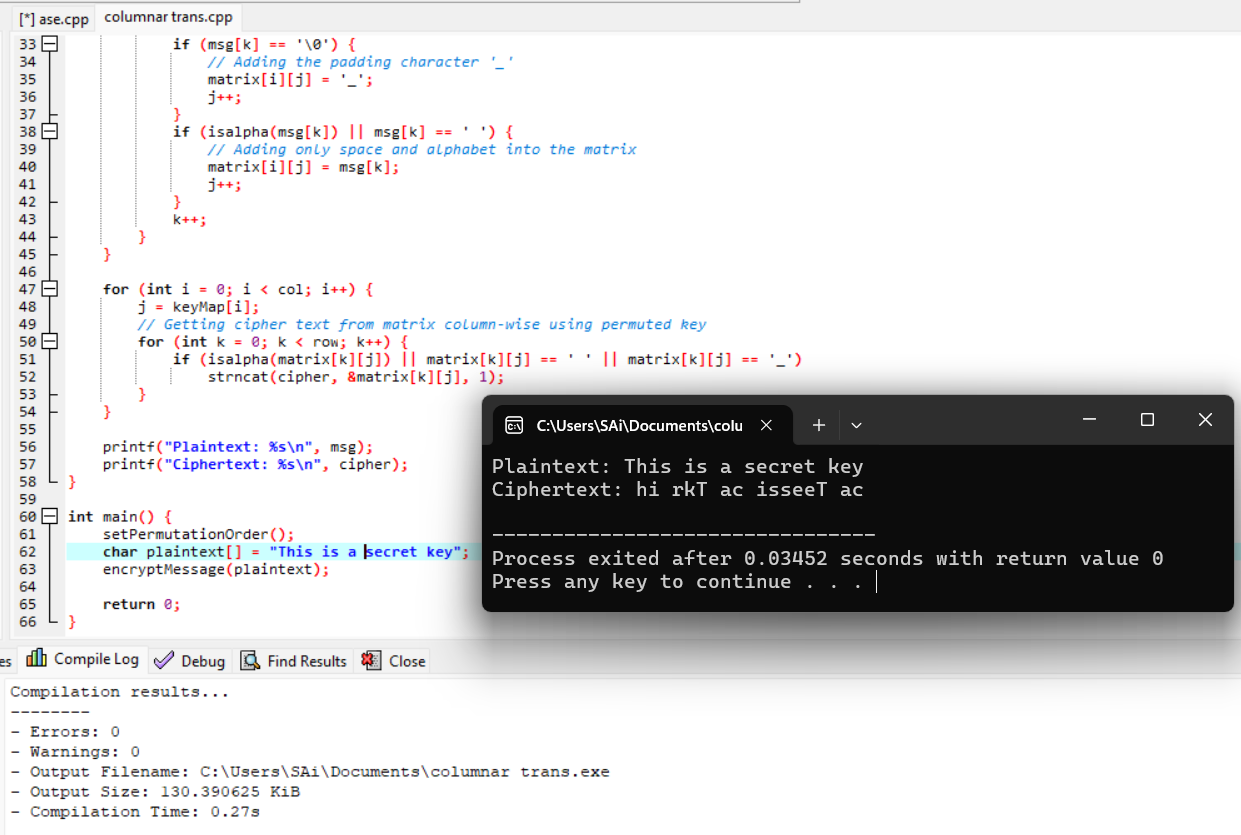 [*] ase.cpp columnar trans.cpp
33 if (msg[k] == '\0') {
34 // Adding the padding character '_'
35 matrix[i][j] = '_';
36 j++;
37 }
38 if (isalpha(msg[k]) || msg[k] == ' ') {
39 // Adding only space and alphabet into the matrix
40 matrix[i][j] = msg[k];
41 j++;
42 }
43 k++;
44 }
45 }
46
47 for (int i = 0; i < col; i++) {
48 j = keyMap[i];
49 // Getting cipher text from matrix column-wise using permuted key
50 for (int k = 0; k < row; k++) {
51 if (isalpha(matrix[k][j]) || matrix[k][j] == ' ' || matrix[k][j] == '_')
52 strncat(cipher, &matrix[k][j], 1);
53 }
54 }
55
56 printf("Plaintext: %s\n", msg);
57 printf("Ciphertext: %s\n", cipher);
58 }
59
60 int main() {
61 setPermutationOrder();
62 char plaintext[] = "This is a secret key";
63 encryptMessage(plaintext);
64
65 return 0;
66 }
C:\Users\SAi\Documents\colu
Plaintext: This is a secret key
Ciphertext: hi rkT ac isseeT ac
--------------------------------
Process exited after 0.03452 seconds with return value 0
Press any key to continue . . .
es Compile Log Debug Find Results Close
Compilation results...
--------
- Errors: 0
- Warnings: 0
- Output Filename: C:\Users\SAi\Documents\columnar trans.exe
- Output Size: 130.390625 KiB
- Compilation Time: 0.27s